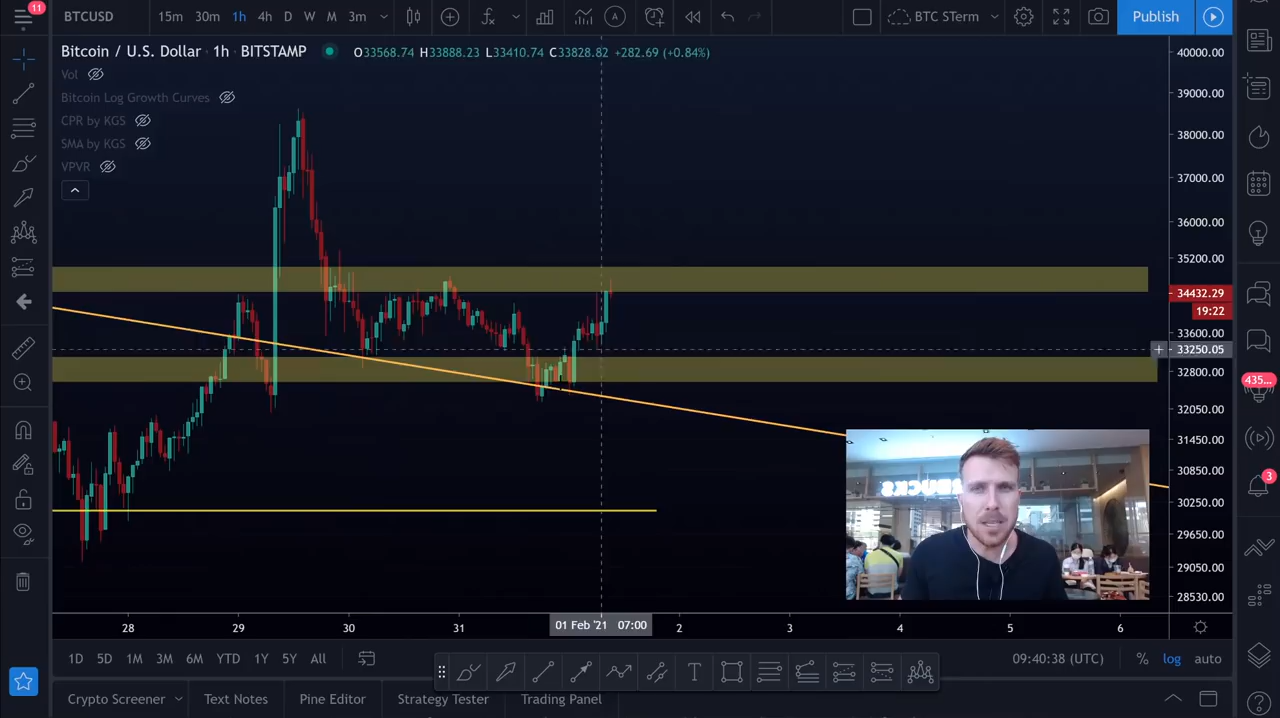 11
BTCUSD
15m 30m 1h 4h D W M 3m
BTC STerm
Publish
Bitcoin / U.S. Dollar · 1h · BITSTAMP
O33568.74 H33888.23 L33410.74 C33828.82 +282.69 (+0.84%)
Vol
Bitcoin Log Growth Curves
CPR by KGS
SMA by KGS
VPVR
40000.00
39000.00
38000.00
37000.00
36000.00
35200.00
34432.29
19:22
33600.00
33250.05
32800.00
32050.00
31450.00
30850.00
30250.00
29650.00
29050.00
28530.00
435...
3
28 29 30 31 01 Feb '21 07:00 2 3 4 5 6
1D 5D 1M 3M 6M YTD 1Y 5Y All
09:40:38 (UTC) % log auto
Crypto Screener Text Notes Pine Editor Strategy Tester Trading Panel